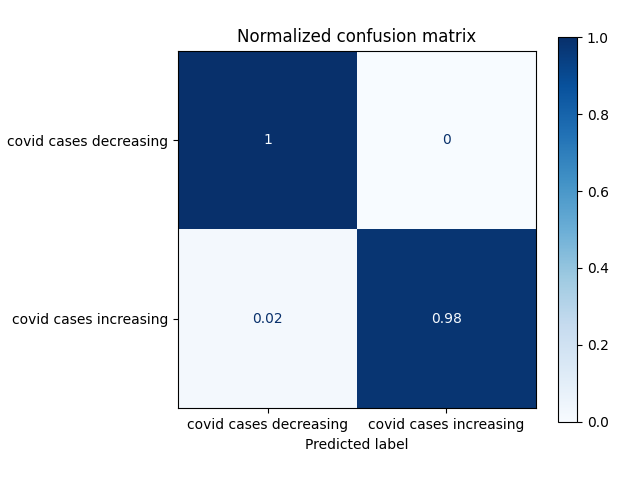 Normalized confusion matrix
1.0
covid cases decreasing
1
0
0.8
0.6
0.4
covid cases increasing
0.02
0.98
0.2
0.0
covid cases decreasing
covid cases increasing
Predicted label